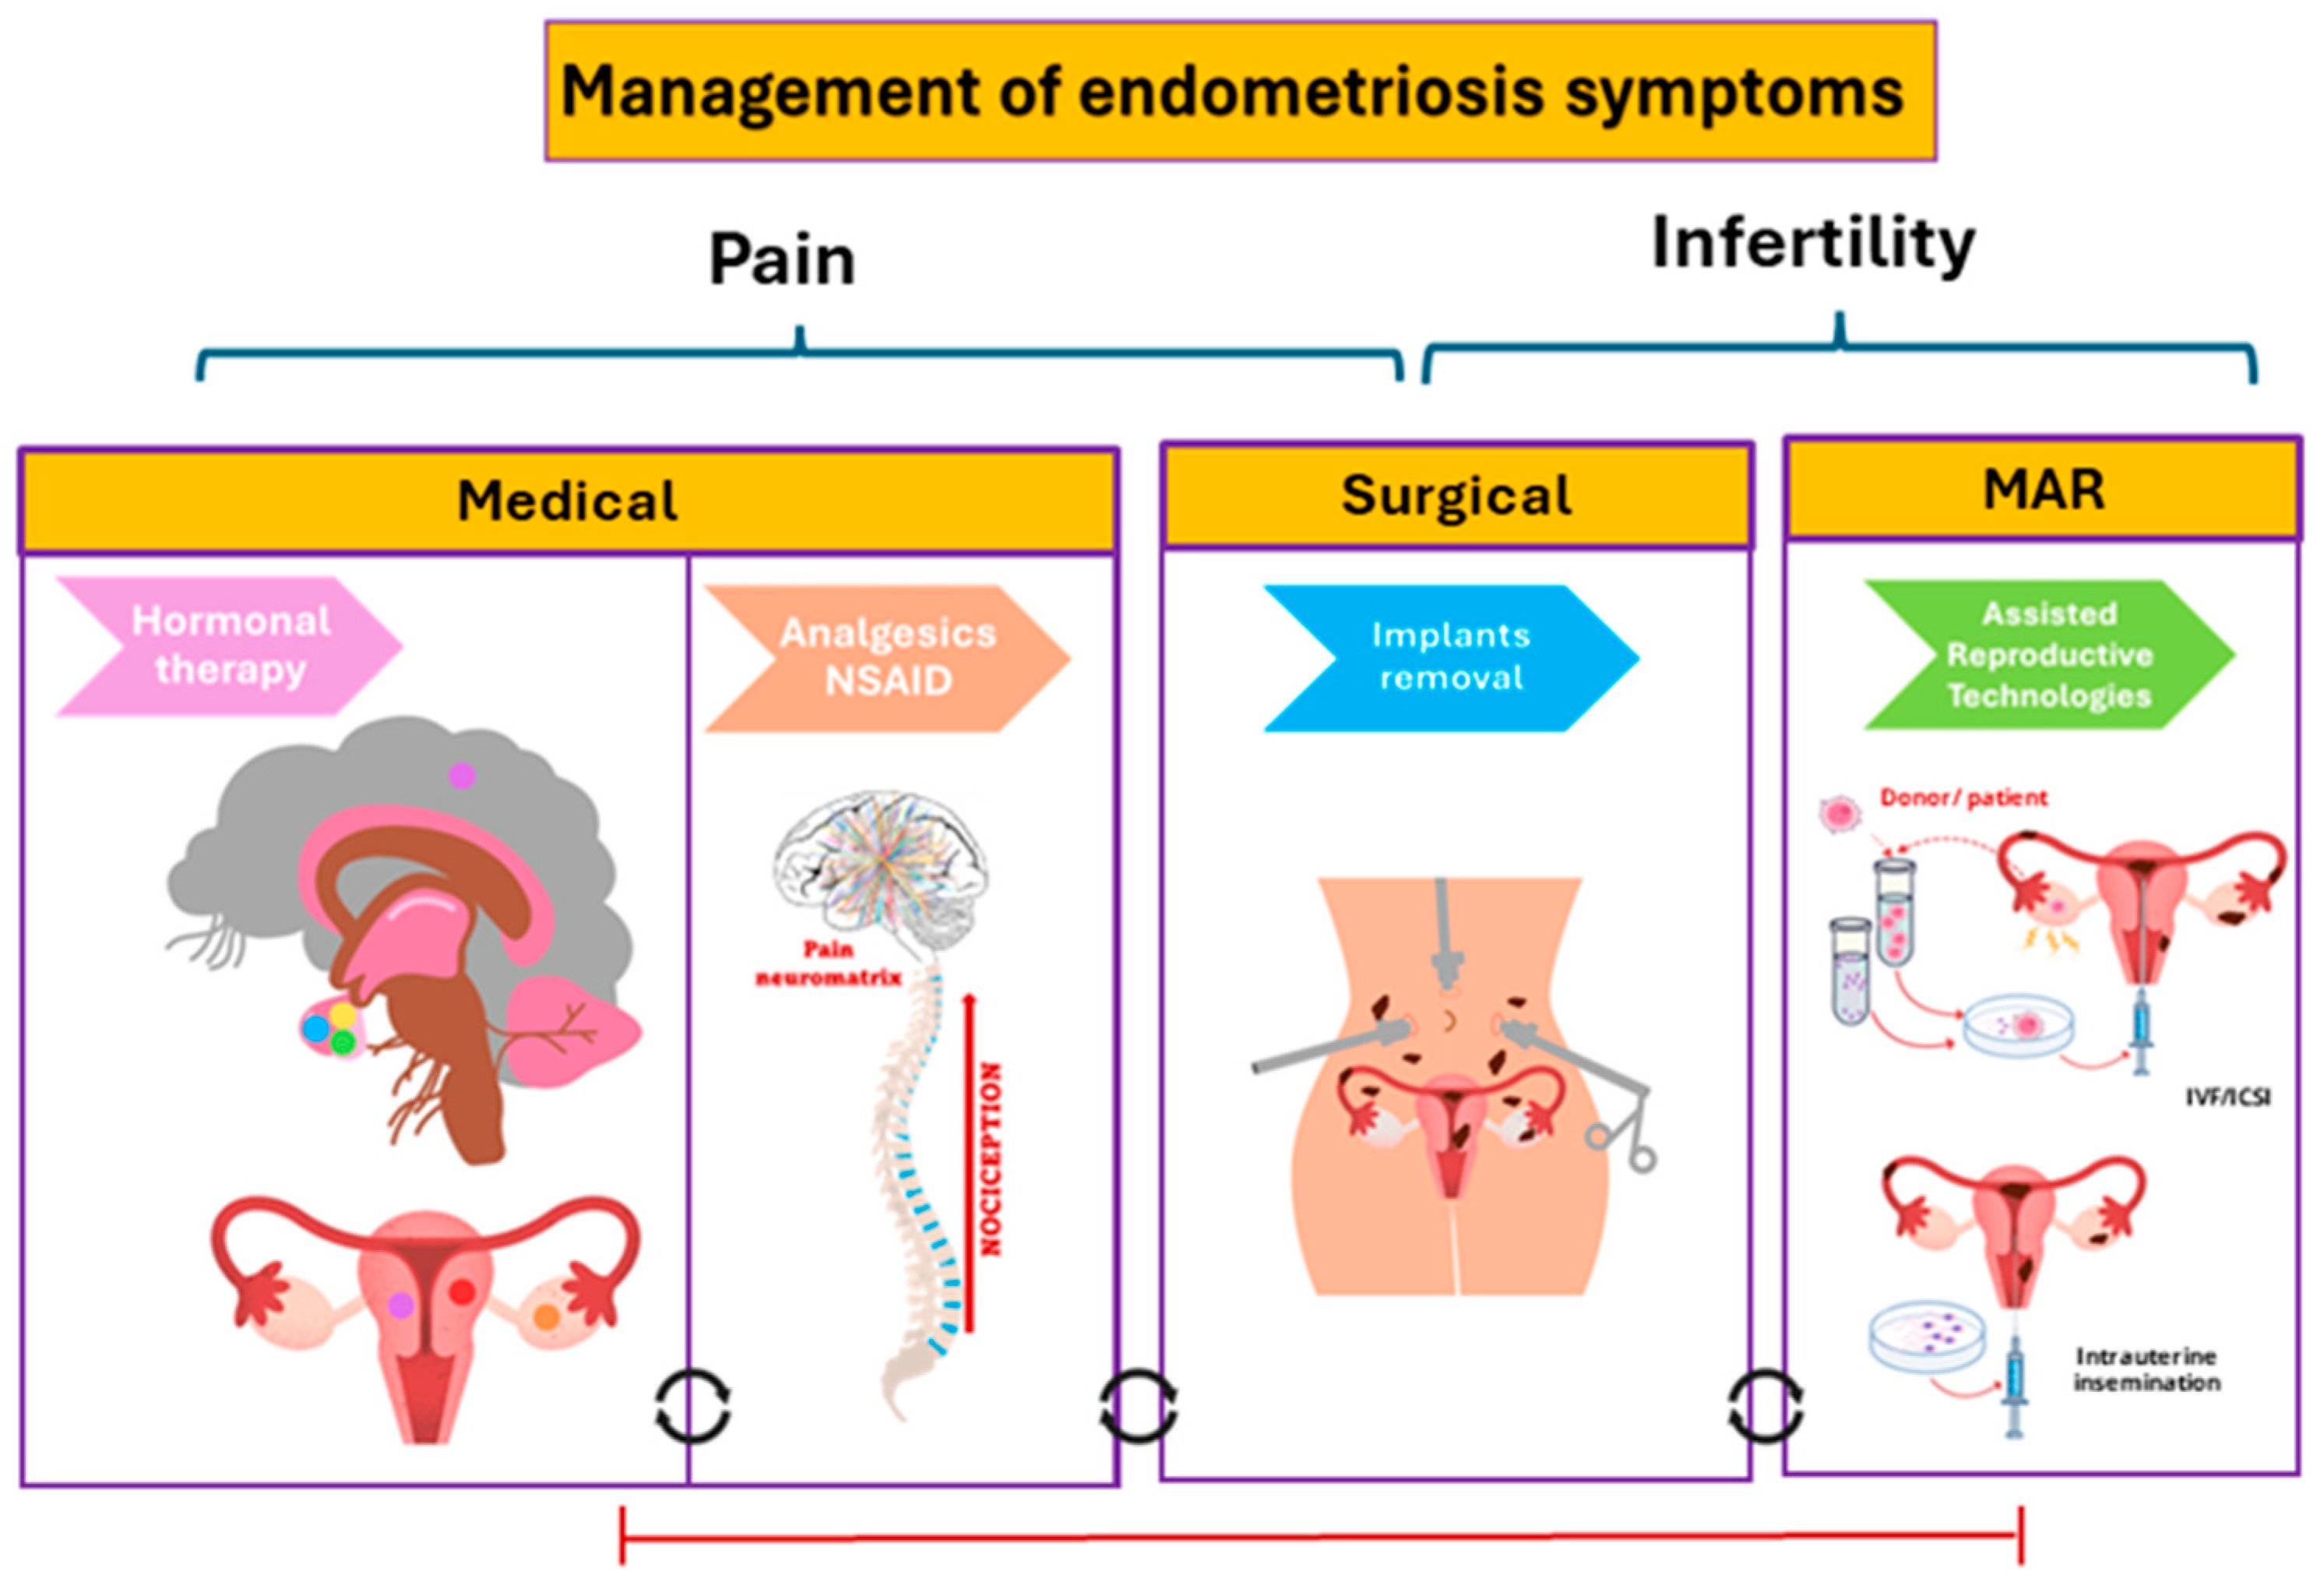 Management of endometriosis symptoms
Pain
Infertility
Medical
Surgical
MAR
Hormonal
therapy
Analgesics
NSAID
Implants
removal
Assisted
Reproductive
Technologies
Pain
neuromatrix
NOCICEPTION
Donor/ patient
IVF/ICSI
Intrauterine
insemination